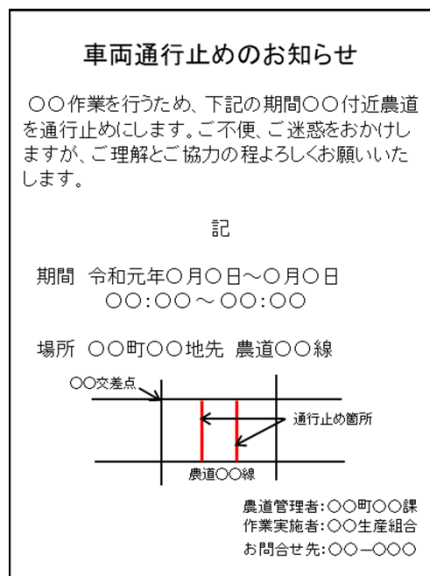 車両通行止めのお知らせ
○○作業を行うため、下記の期間○○付近農道
を通行止めにします。ご不便、ご迷惑をおかけし
ますが、ご理解とご協力の程よろしくお願いいた
します。
記
期間 令和元年○月○日～○月○日
○○:○○～○○:○○
場所 ○○町○○地先 農道○○線
○○交差点
通行止め箇所
農道○○線
農道管理者:○○町○○課
作業実施者:○○生産組合
お問合せ先:○○－○○○